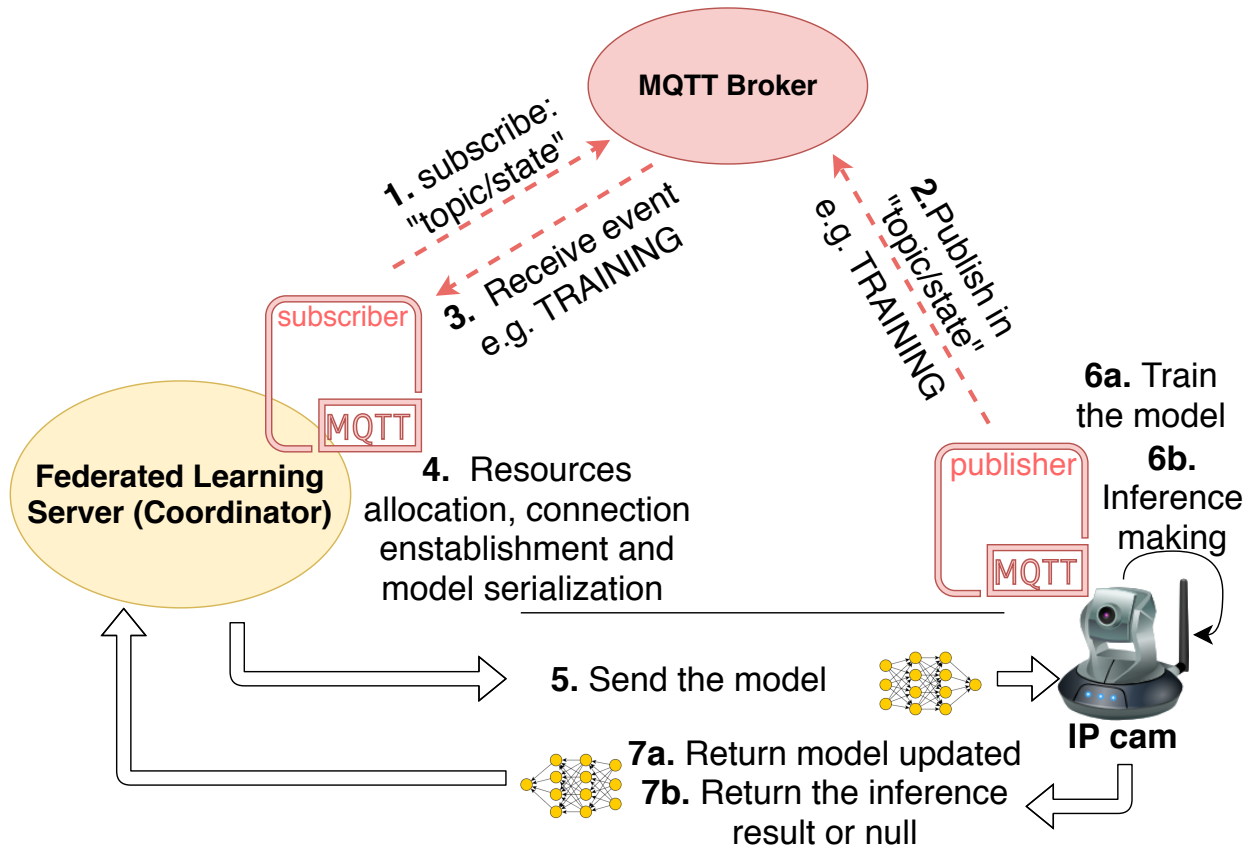 MQTT Broker
1. subscribe:
"topic/state"
2.Publish in
"topic/state"
e.g. TRAINING
3. Receive event
e.g. TRAINING
subscriber
MQTT
Federated Learning
Server (Coordinator)
4. Resources
allocation, connection
enstablishment and
model serialization
publisher
MQTT
6a. Train
the model
6b.
Inference
making
5. Send the model
IP cam
7a. Return model updated
7b. Return the inference
result or null